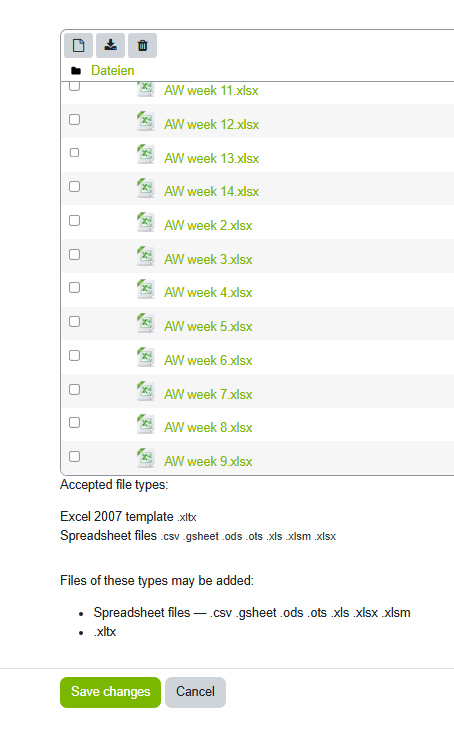 Dateien
AW week 11.xlsx
AW week 12.xlsx
AW week 13.xlsx
AW week 14.xlsx
AW week 2.xlsx
AW week 3.xlsx
AW week 4.xlsx
AW week 5.xlsx
AW week 6.xlsx
AW week 7.xlsx
AW week 8.xlsx
AW week 9.xlsx
Accepted file types:
Excel 2007 template .xltx
Spreadsheet files .csv .gsheet .ods .ots .xls .xlsm .xlsx
Files of these types may be added:
• Spreadsheet files — .csv .gsheet .ods .ots .xls .xlsx .xlsm
• .xltx
Save changes Cancel